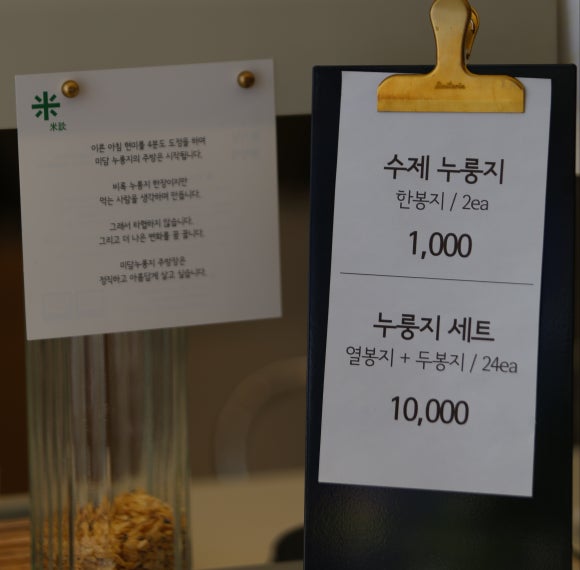 米談
이른 아침 현미를 4분도 도정을 하며
미담 누룽지의 주방은 시작됩니다.
비록 누룽지 한장이지만
먹는 사람을 생각하며 만듭니다.
그래서 타협하지 않습니다.
그리고 더 나은 변화를 꿈 꿉니다.
미담누룽지 주방장은
정직하고 아름답게 살고 싶습니다.
수제 누룽지
한봉지 / 2ea
1,000
누룽지 세트
열봉지 + 두봉지 / 24ea
10,000